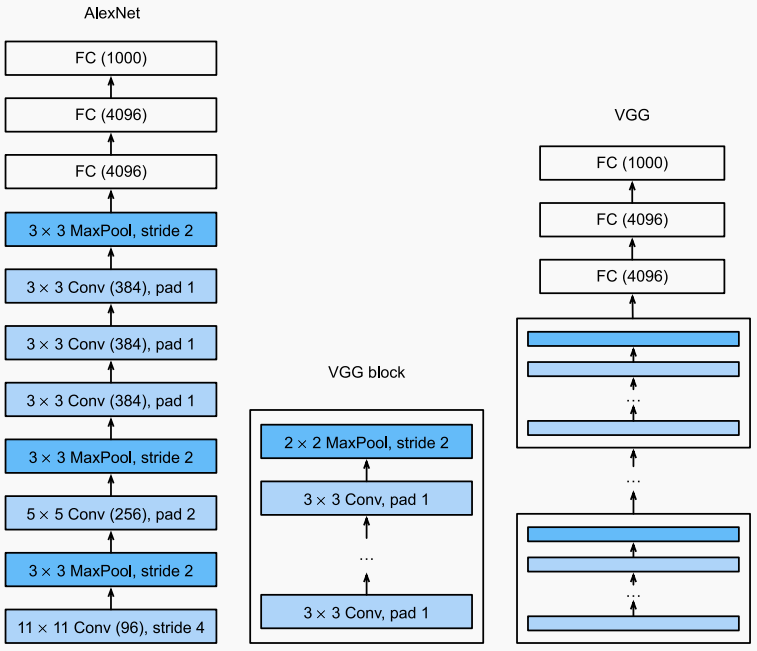 AlexNet
FC (1000)
FC (4096)
FC (4096)
3 × 3 MaxPool, stride 2
3 × 3 Conv (384), pad 1
3 × 3 Conv (384), pad 1
3 × 3 Conv (384), pad 1
3 × 3 MaxPool, stride 2
5 × 5 Conv (256), pad 2
3 × 3 MaxPool, stride 2
11 × 11 Conv (96), stride 4
VGG block
2 × 2 MaxPool, stride 2
3 × 3 Conv, pad 1
...
3 × 3 Conv, pad 1
VGG
FC (1000)
FC (4096)
FC (4096)
...
...
...